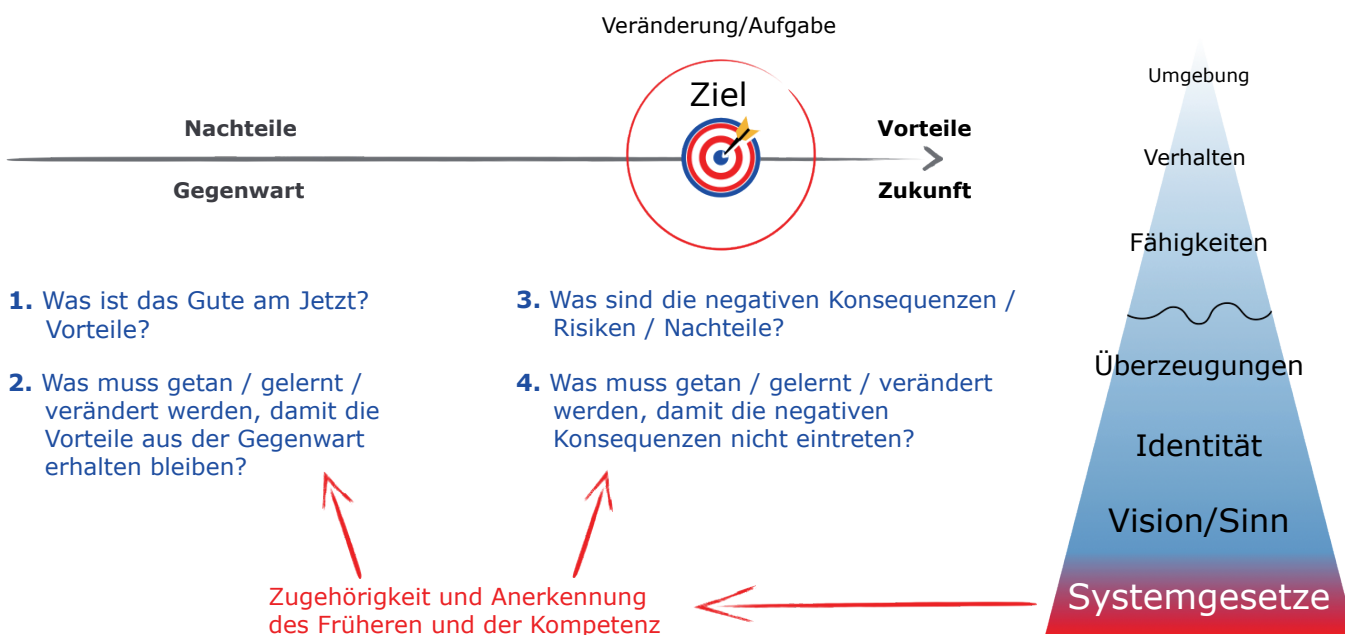 Veränderung/Aufgabe
Ziel
Nachteile
Vorteile
Gegenwart
Zukunft
1. Was ist das Gute am Jetzt?
Vorteile?
2. Was muss getan / gelernt /
verändert werden, damit die
Vorteile aus der Gegenwart
erhalten bleiben?
3. Was sind die negativen Konsequenzen /
Risiken / Nachteile?
4. Was muss getan / gelernt / verändert
werden, damit die negativen
Konsequenzen nicht eintreten?
Zugehörigkeit und Anerkennung
des Früheren und der Kompetenz
Umgebung
Verhalten
Fähigkeiten
Überzeugungen
Identität
Vision/Sinn
Systemgesetze